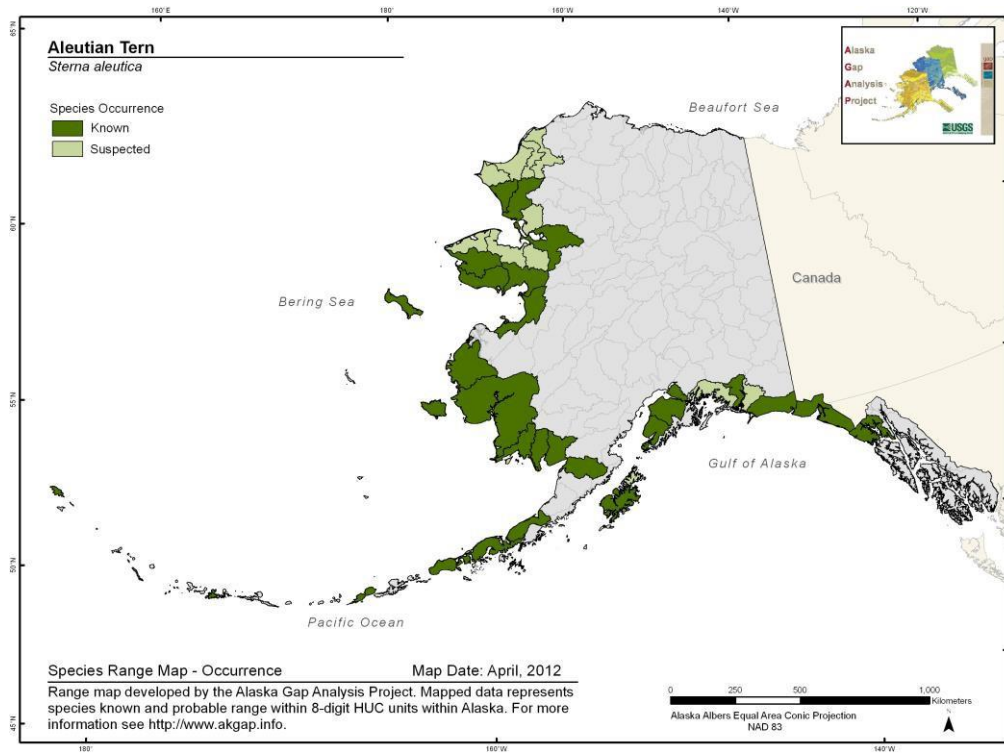 160°E
180°
160°W
140°W
120°W
65°N
60°N
55°N
50°N
45°N
Aleutian Tern
Sterna aleutica
Species Occurrence
Known
Suspected
Beaufort Sea
Alaska
Gap
Analysis
Project
USGS
Canada
Bering Sea
Gulf of Alaska
Pacific Ocean
Species Range Map - Occurrence Map Date: April, 2012
Range map developed by the Alaska Gap Analysis Project. Mapped data represents
species known and probable range within 8-digit HUC units within Alaska. For more
information see http://www.akgap.info.
0 250 500 1,000
Kilometers
Alaska Albers Equal Area Conic Projection
NAD 83
N
180°
160°W
140°W